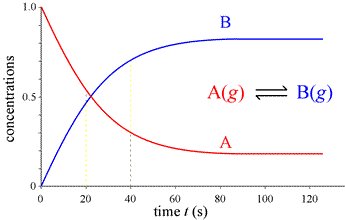 1.0
B
0.5
A(g) ⇌ B(g)
A
0
0 20 40 60 80 100 120
concentrations
time t (s)